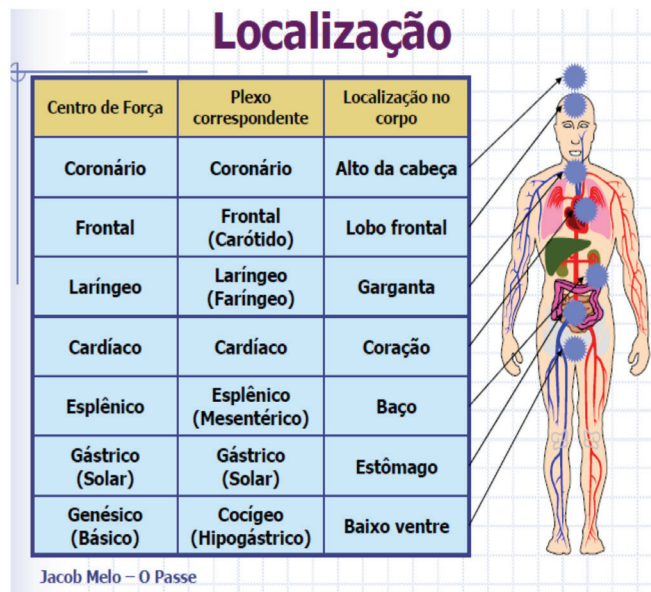 Localização
Centro de Força
Plexo
correspondente
Localização no
corpo
Coronário
Coronário
Alto da cabeça
Frontal
Frontal
(Carótido)
Lobo frontal
Laríngeo
Laríngeo
(Faríngeo)
Garganta
Cardíaco
Cardíaco
Coração
Esplênico
Esplênico
(Mesentérico)
Baço
Gástrico
(Solar)
Gástrico
(Solar)
Estômago
Genésico
(Básico)
Cocígeo
(Hipogástrico)
Baixo ventre
Jacob Melo – O Passe